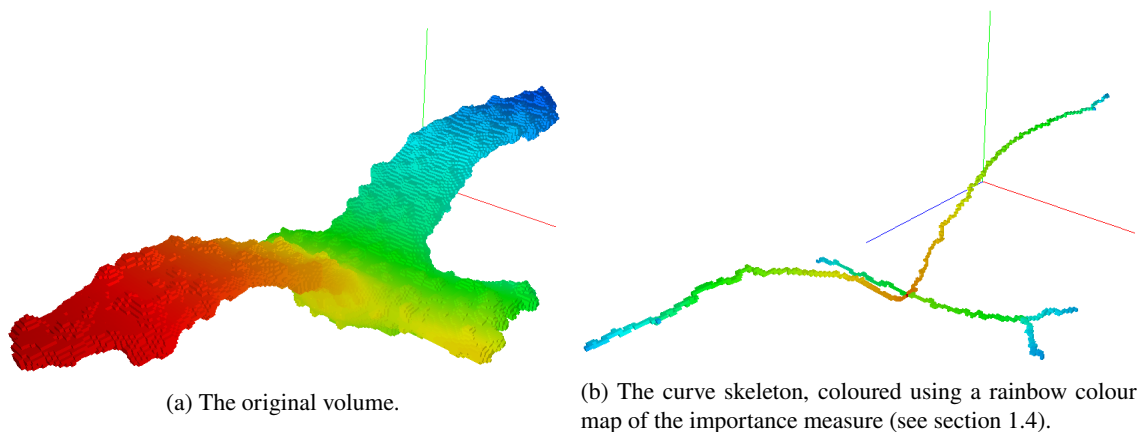 (a) The original volume.
(b) The curve skeleton, coloured using a rainbow colour
map of the importance measure (see section 1.4).